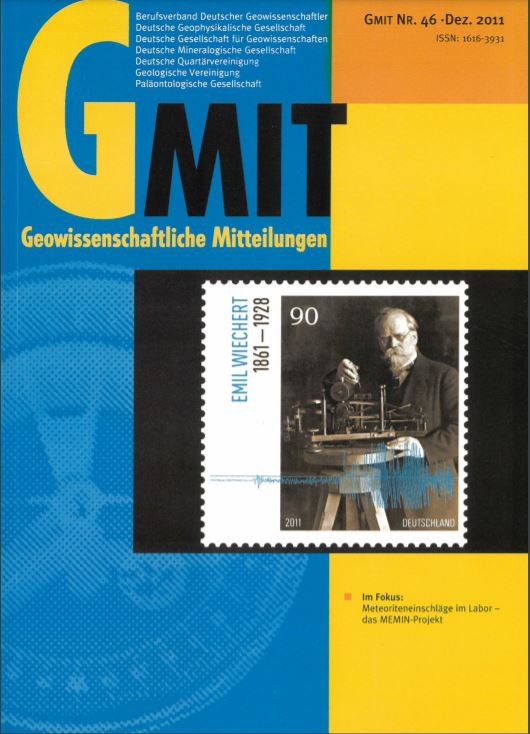 Berufsverband Deutscher Geowissenschaftler
Deutsche Geophysikalische Gesellschaft
Deutsche Gesellschaft für Geowissenschaften
Deutsche Mineralogische Gesellschaft
Deutsche Quartärvereinigung
Geologische Vereinigung
Paläontologische Gesellschaft
GMIT NR. 46 · DEZ. 2011
ISSN: 1616-3931
GMIT
Geowissenschaftliche Mitteilungen
EMIL WIECHERT
1861 – 1928
90
2011
DEUTSCHLAND
Im Fokus:
Meteoriteneinschläge im Labor –
das MEMIN-Projekt